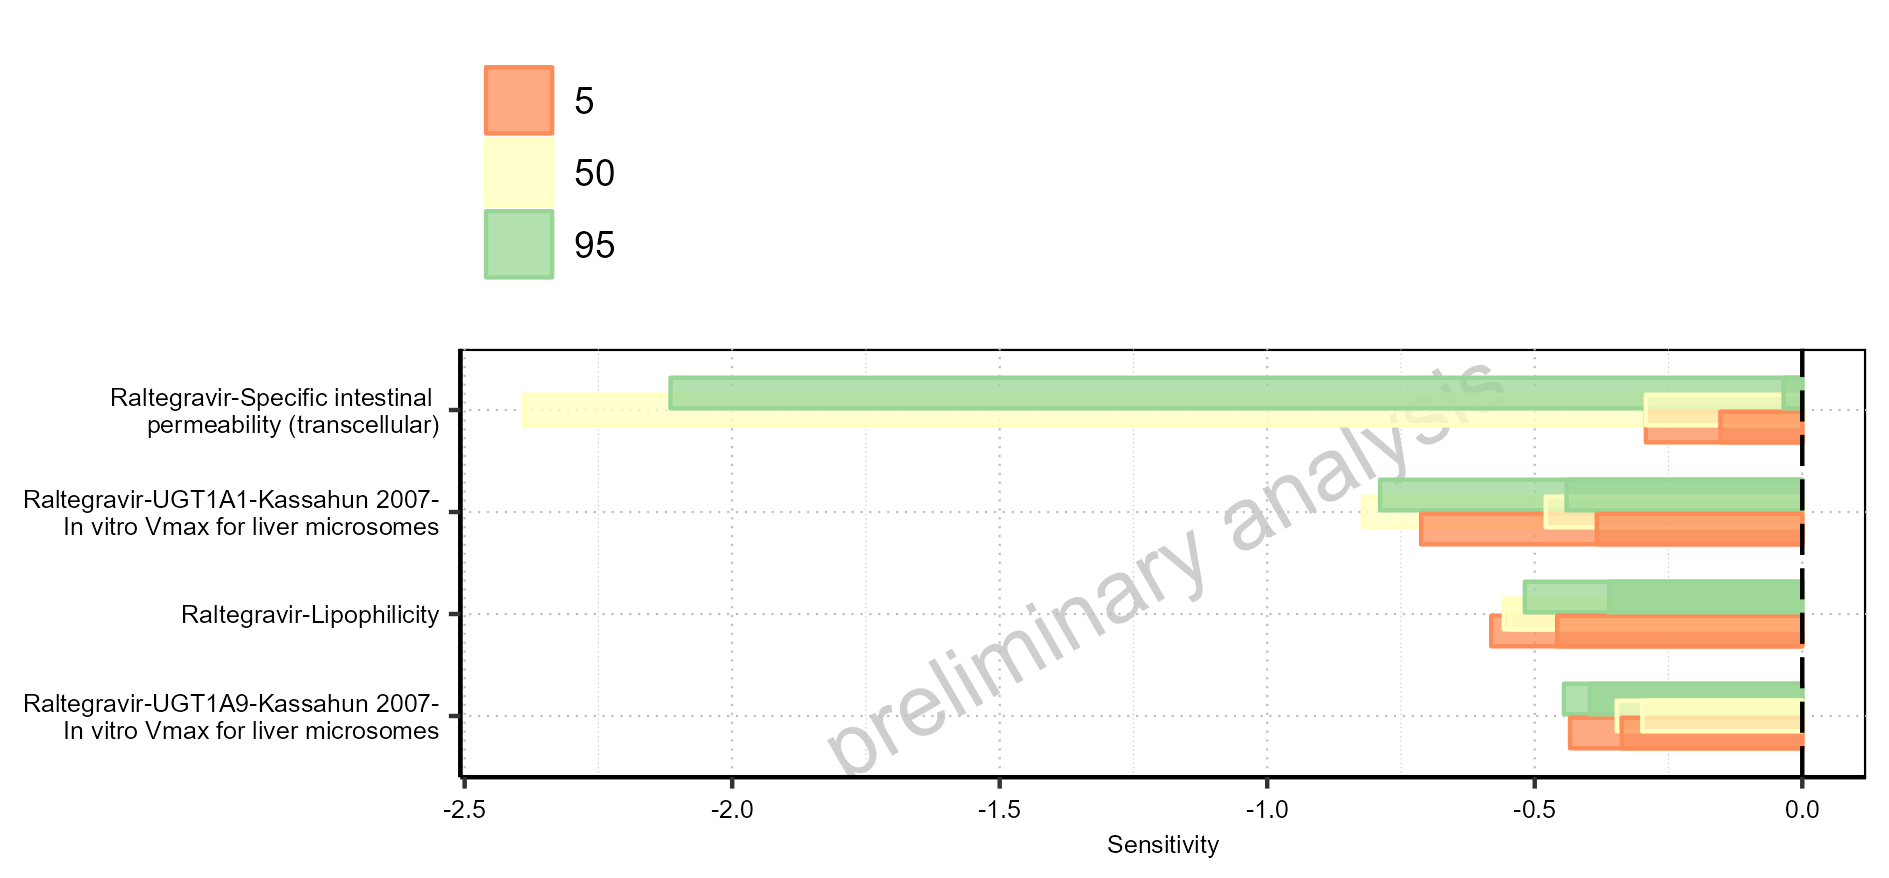 5
50
95
Raltegravir-Specific intestinal
permeability (transcellular)
Raltegravir-UGT1A1-Kassahun 2007-
In vitro Vmax for liver microsomes
Raltegravir-Lipophilicity
Raltegravir-UGT1A9-Kassahun 2007-
In vitro Vmax for liver microsomes
preliminary analysis
-2.5 -2.0 -1.5 -1.0 -0.5 0.0
Sensitivity